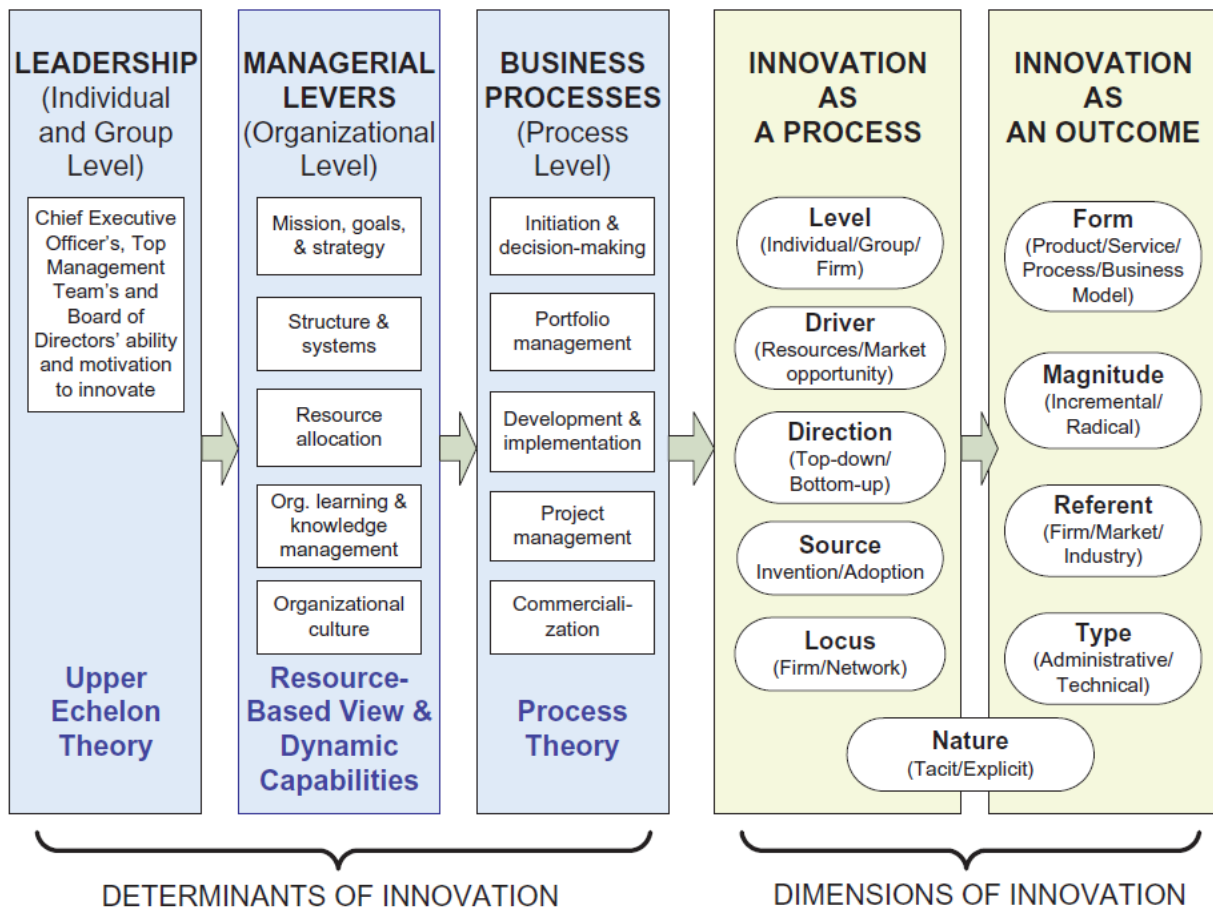 LEADERSHIP
(Individual
and Group
Level)
Chief Executive
Officer's, Top
Management
Team's and
Board of
Directors' ability
and motivation
to innovate
Upper
Echelon
Theory
MANAGERIAL
LEVERS
(Organizational
Level)
Mission, goals,
& strategy
Structure &
systems
Resource
allocation
Org. learning &
knowledge
management
Organizational
culture
Resource-
Based View &
Dynamic
Capabilities
BUSINESS
PROCESSES
(Process
Level)
Initiation &
decision-making
Portfolio
management
Development &
implementation
Project
management
Commerciali-
zation
Process
Theory
INNOVATION
AS
A PROCESS
Level
(Individual/Group/
Firm)
Driver
(Resources/Market
opportunity)
Direction
(Top-down/
Bottom-up)
Source
Invention/Adoption
Locus
(Firm/Network)
INNOVATION
AS
AN OUTCOME
Form
(Product/Service/
Process/Business
Model)
Magnitude
(Incremental/
Radical)
Referent
(Firm/Market/
Industry)
Type
(Administrative/
Technical)
Nature
(Tacit/Explicit)
DETERMINANTS OF INNOVATION
DIMENSIONS OF INNOVATION